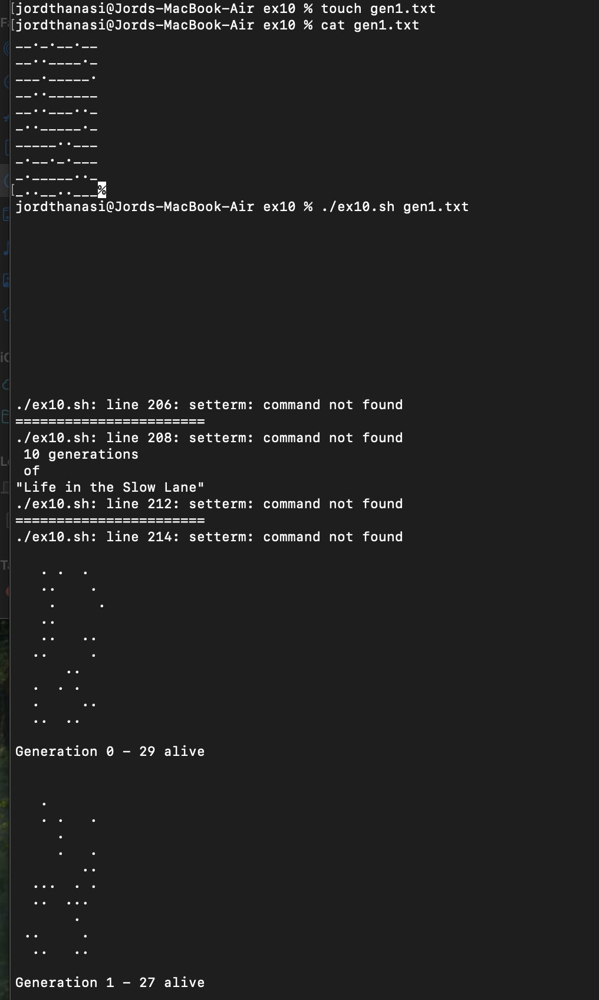 [jordthanasi@Jords-MacBook-Air ex10 % touch gen1.txt
[jordthanasi@Jords-MacBook-Air ex10 % cat gen1.txt
__._.__.__
__..____._
___._____.
__..______
__..___.._
_.._____._
_____..___
_.__._.___
_._____.._
[_..__..___%
jordthanasi@Jords-MacBook-Air ex10 % ./ex10.sh gen1.txt
./ex10.sh: line 206: setterm: command not found
=======================
./ex10.sh: line 208: setterm: command not found
 10 generations
 of
"Life in the Slow Lane"
./ex10.sh: line 212: setterm: command not found
=======================
./ex10.sh: line 214: setterm: command not found
   . .  .
   ..    .
    .     .
   ..
   ..   ..
  ..     .
      ..
  .  . .
  .     ..
  ..  ..
Generation 0 - 29 alive
   .
   . .   .
     .
     .   .
        ..
  ...  . .
  ..  ...
       .
 ..     .
  ..   ..
Generation 1 - 27 alive